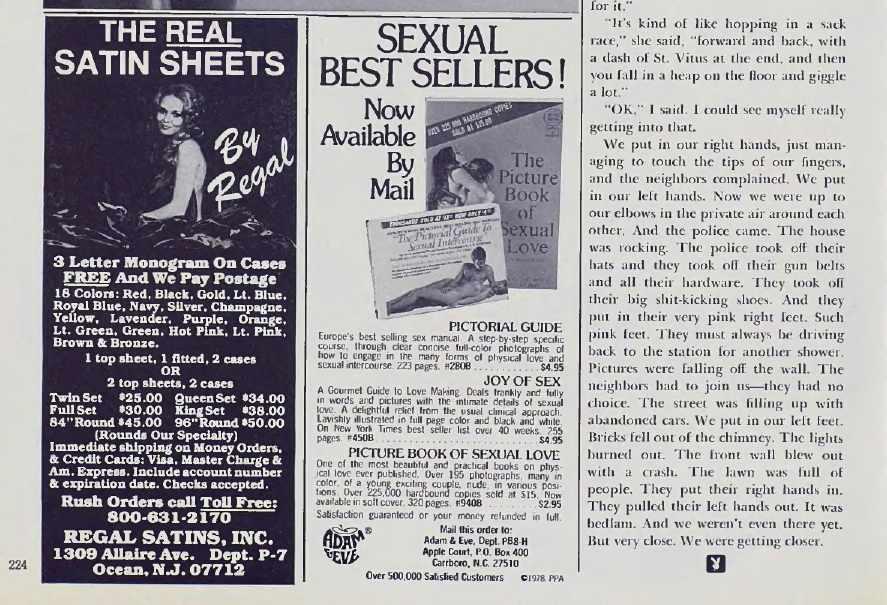 THE REAL
SATIN SHEETS
By
Regal
3 Letter Monogram On Cases
FREE And We Pay Postage
18 Colors: Red, Black, Gold, Lt. Blue,
Royal Blue, Navy, Silver, Champagne,
Yellow, Lavender, Purple, Orange,
Lt. Green, Green, Hot Pink, Lt. Pink,
Brown & Bronze.
1 top sheet, 1 fitted, 2 cases
OR
2 top sheets, 2 cases
Twin Set $25.00 Queen Set $34.00
Full Set $30.00 King Set $38.00
84" Round $45.00 96" Round $50.00
(Rounds Our Specialty)
Immediate shipping on Money Orders,
& Credit Cards: Visa, Master Charge &
Am. Express. Include account number
& expiration date. Checks accepted.
Rush Orders call Toll Free:
800-631-2170
REGAL SATINS, INC.
1309 Allaire Ave. Dept. P-7
Ocean, N.J. 07712
224
SEXUAL
BEST SELLERS!
Now
Available
By
Mail
OVER 225,000 HARDBOUND COPIES
SOLD AT $15.00
The
Picture
Book
of
Sexual
Love
The Pictorial Guide To
Sexual Intercourse
PICTORIAL GUIDE
Europe's best selling sex manual. A step-by-step specific
course, through clear concise full-color photographs of
how to engage in the many forms of physical love and
sexual intercourse. 223 pages. #280B ............ $4.95
JOY OF SEX
A Gourmet Guide to Love Making. Deals frankly and fully
in words and pictures with the intimate details of sexual
love. A delightful relief from the usual clinical approach.
Lavishly illustrated in full page color and black and white.
On New York Times best seller list over 40 weeks. 255
pages. #450B ............ $4.95
PICTURE BOOK OF SEXUAL LOVE
One of the most beautiful and practical books on phys-
ical love ever published. Over 195 photographs, many in
color, of a young exciting couple, nude, in various posi-
tions. Over 225,000 hardbound copies sold at $15. Now
available in soft cover. 320 pages. #940B ............ $2.95
Satisfaction guaranteed or your money refunded in full.
ADAM
& EVE®
Mail this order to:
Adam & Eve, Dept. PB8-H
Apple Court, P.O. Box 400
Carrboro, N.C. 27510
Over 500,000 Satisfied Customers ©1978 PPA
for it."
"It's kind of like hopping in a sack
race," she said, "forward and back, with
a dash of St. Vitus at the end, and then
you fall in a heap on the floor and giggle
a lot."
"OK," I said. I could see myself really
getting into that.
We put in our right hands, just man-
aging to touch the tips of our fingers,
and the neighbors complained. We put
in our left hands. Now we were up to
our elbows in the private air around each
other. And the police came. The house
was rocking. The police took off their
hats and they took off their gun belts
and all their hardware. They took off
their big shit-kicking shoes. And they
put in their very pink right feet. Such
pink feet. They must always be driving
back to the station for another shower.
Pictures were falling off the wall. The
neighbors had to join us—they had no
choice. The street was filling up with
abandoned cars. We put in our left feet.
Bricks fell out of the chimney. The lights
burned out. The front wall blew out
with a crash. The lawn was full of
people. They put their right hands in.
They pulled their left hands out. It was
bedlam. And we weren't even there yet.
But very close. We were getting closer.